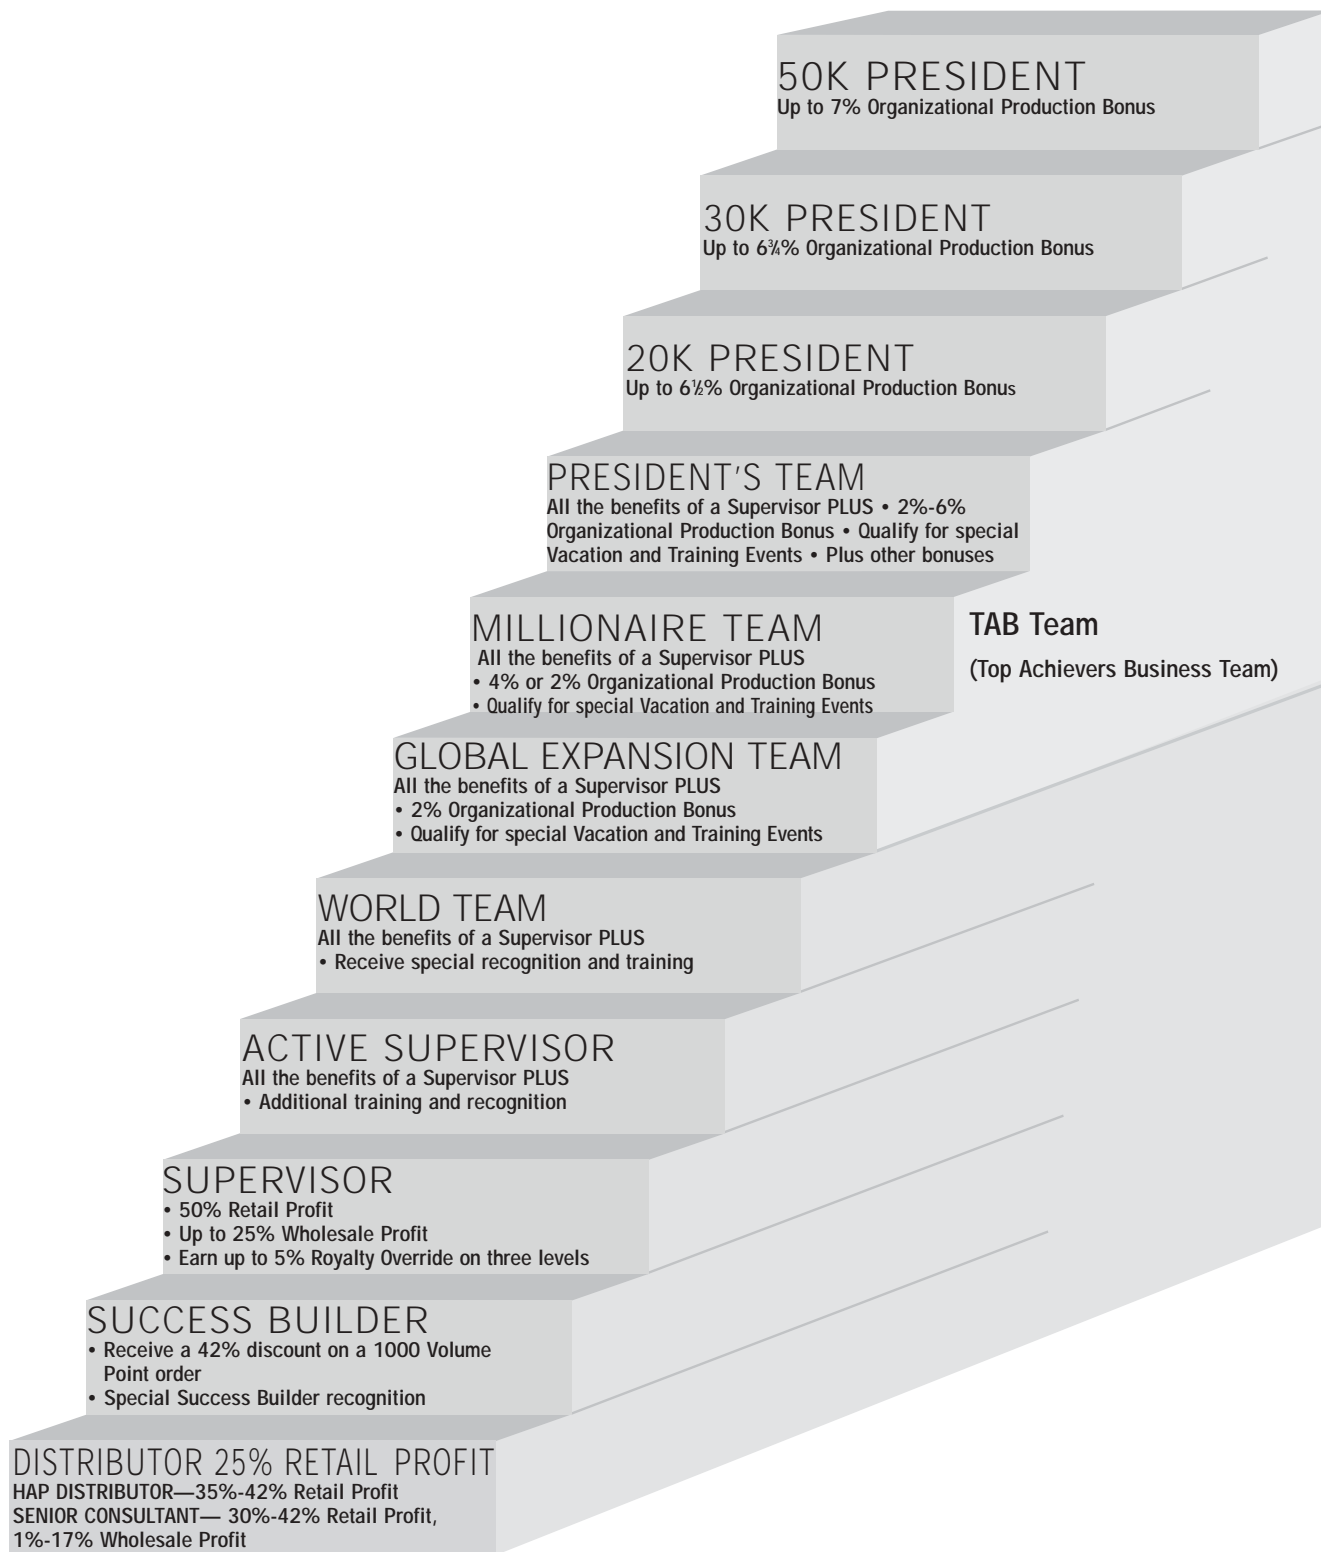 50K PRESIDENT
Up to 7% Organizational Production Bonus
30K PRESIDENT
Up to 6¾% Organizational Production Bonus
20K PRESIDENT
Up to 6½% Organizational Production Bonus
PRESIDENT'S TEAM
All the benefits of a Supervisor PLUS • 2%-6%
Organizational Production Bonus • Qualify for special
Vacation and Training Events • Plus other bonuses
MILLIONAIRE TEAM
All the benefits of a Supervisor PLUS
• 4% or 2% Organizational Production Bonus
• Qualify for special Vacation and Training Events
TAB Team
(Top Achievers Business Team)
GLOBAL EXPANSION TEAM
All the benefits of a Supervisor PLUS
• 2% Organizational Production Bonus
• Qualify for special Vacation and Training Events
WORLD TEAM
All the benefits of a Supervisor PLUS
• Receive special recognition and training
ACTIVE SUPERVISOR
All the benefits of a Supervisor PLUS
• Additional training and recognition
SUPERVISOR
• 50% Retail Profit
• Up to 25% Wholesale Profit
• Earn up to 5% Royalty Override on three levels
SUCCESS BUILDER
• Receive a 42% discount on a 1000 Volume
Point order
• Special Success Builder recognition
DISTRIBUTOR 25% RETAIL PROFIT
HAP DISTRIBUTOR—35%-42% Retail Profit
SENIOR CONSULTANT— 30%-42% Retail Profit,
1%-17% Wholesale Profit